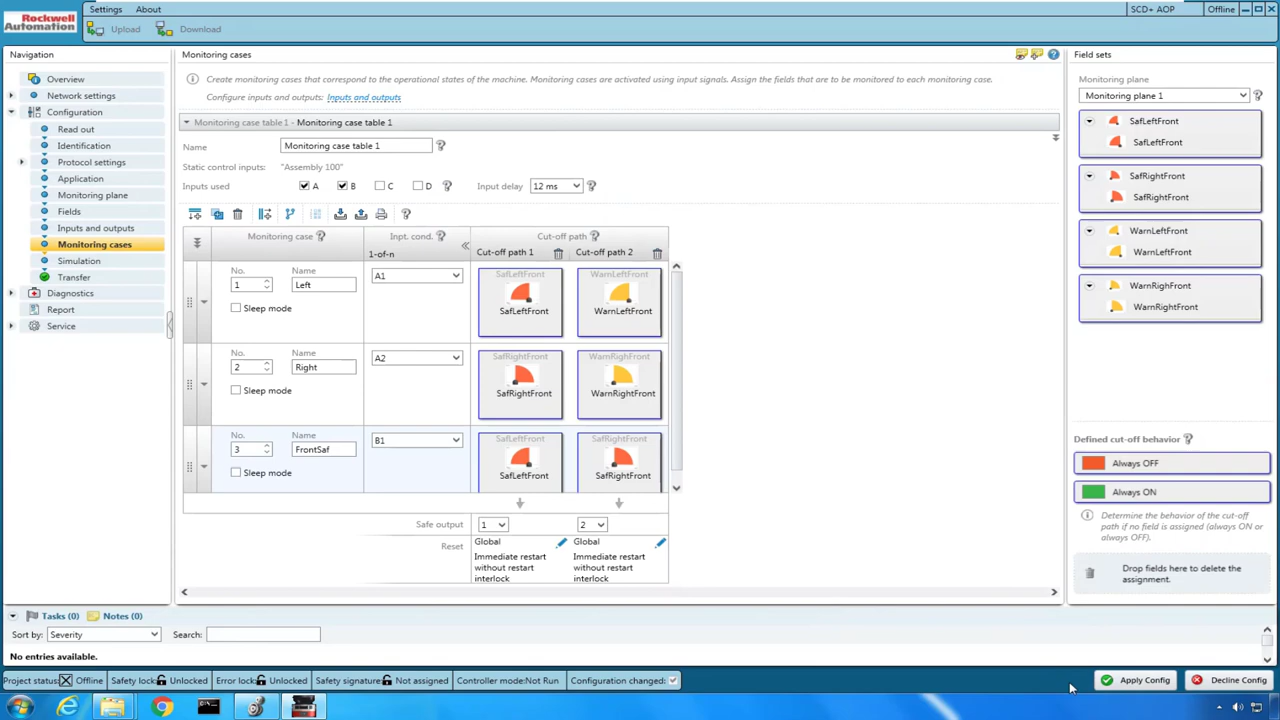 Rockwell
Automation
Settings About
SCD+ AOP Offline
Upload Download
Navigation
Overview
Network settings
Configuration
Read out
Identification
Protocol settings
Application
Monitoring plane
Fields
Inputs and outputs
Monitoring cases
Simulation
Transfer
Diagnostics
Report
Service
Monitoring cases
Create monitoring cases that correspond to the operational states of the machine. Monitoring cases are activated using input signals. Assign the fields that are to be monitored to each monitoring case.
Configure inputs and outputs: Inputs and outputs
Monitoring case table 1 - Monitoring case table 1
Name Monitoring case table 1
Static control inputs: "Assembly 100"
Inputs used A B C D Input delay 12 ms
Monitoring case Inpt. cond. Cut-off path
1-of-n Cut-off path 1 Cut-off path 2
No. Name A1 SafLeftFront WarnLeftFront
1 Left
Sleep mode SafLeftFront WarnLeftFront
No. Name A2 SafRightFront WarnRighFront
2 Right
Sleep mode SafRightFront WarnRightFront
No. Name B1 SafLeftFront SafRightFront
3 FrontSaf
Sleep mode SafLeftFront SafRightFront
Safe output 1 2
Reset Global Global
Immediate restart Immediate restart
without restart without restart
interlock interlock
Field sets
Monitoring plane
Monitoring plane 1
SafLeftFront
SafLeftFront
SafRightFront
SafRightFront
WarnLeftFront
WarnLeftFront
WarnRighFront
WarnRightFront
Defined cut-off behavior
Always OFF
Always ON
Determine the behavior of the cut-off
path if no field is assigned (always ON
or always OFF).
Drop fields here to delete the
assignment.
Tasks (0) Notes (0)
Sort by: Severity Search:
No entries available.
Project status: Offline Safety lock: Unlocked Error lock: Unlocked Safety signature: Not assigned Controller mode:Not Run Configuration changed: Apply Config Decline Config